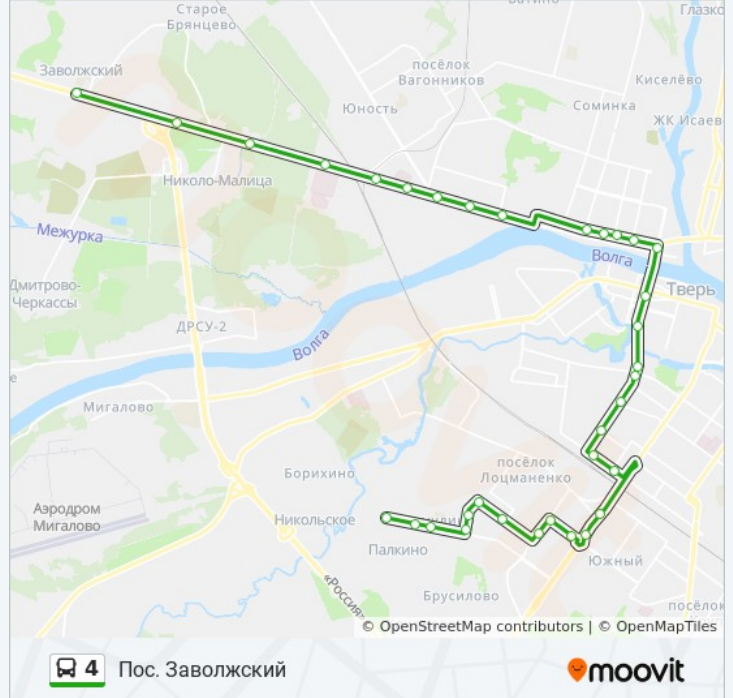 Старое
Брянцево
Глазко
Заволжский
посёлок
Вагонников
Киселёво
Юность
Соминка
ЖК Исаев
Николо-Малица
Межурка
Волга
Дмитрово-
Черкассы
Тверь
ДРСУ-2
Волга
Мигалово
посёлок
Лоцманенко
Борихино
Аэродром
Мигалово
Никольское
Палкино
Южный
«Россия»
Брусилово
посёлок
© OpenStreetMap contributors | © OpenMapTiles
4 Пос. Заволжский
moovit